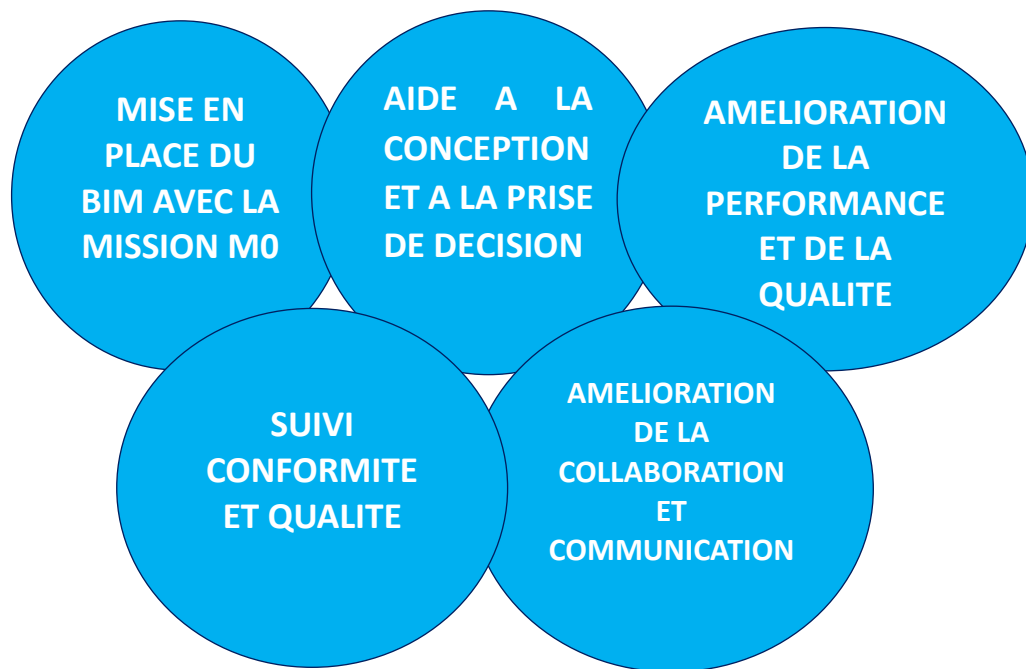 MISE EN
PLACE DU
BIM AVEC LA
MISSION M0
AIDE A LA
CONCEPTION
ET A LA PRISE
DE DECISION
AMELIORATION
DE LA
PERFORMANCE
ET DE LA
QUALITE
SUIVI
CONFORMITE
ET QUALITE
AMELIORATION
DE LA
COLLABORATION
ET
COMMUNICATION